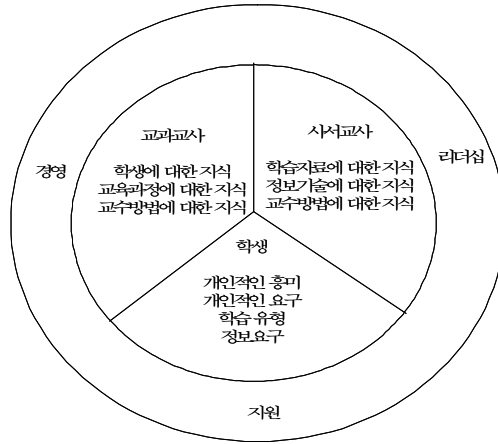 교과교사
학생에 대한 지식
교육과정에 대한 지식
교수방법에 대한 지식
사서교사
학습자료에 대한 지식
정보기술에 대한 지식
교수방법에 대한 지식
경영
리더십
학생
개인적인 흥미
개인적인 요구
학습 유형
정보요구
지원